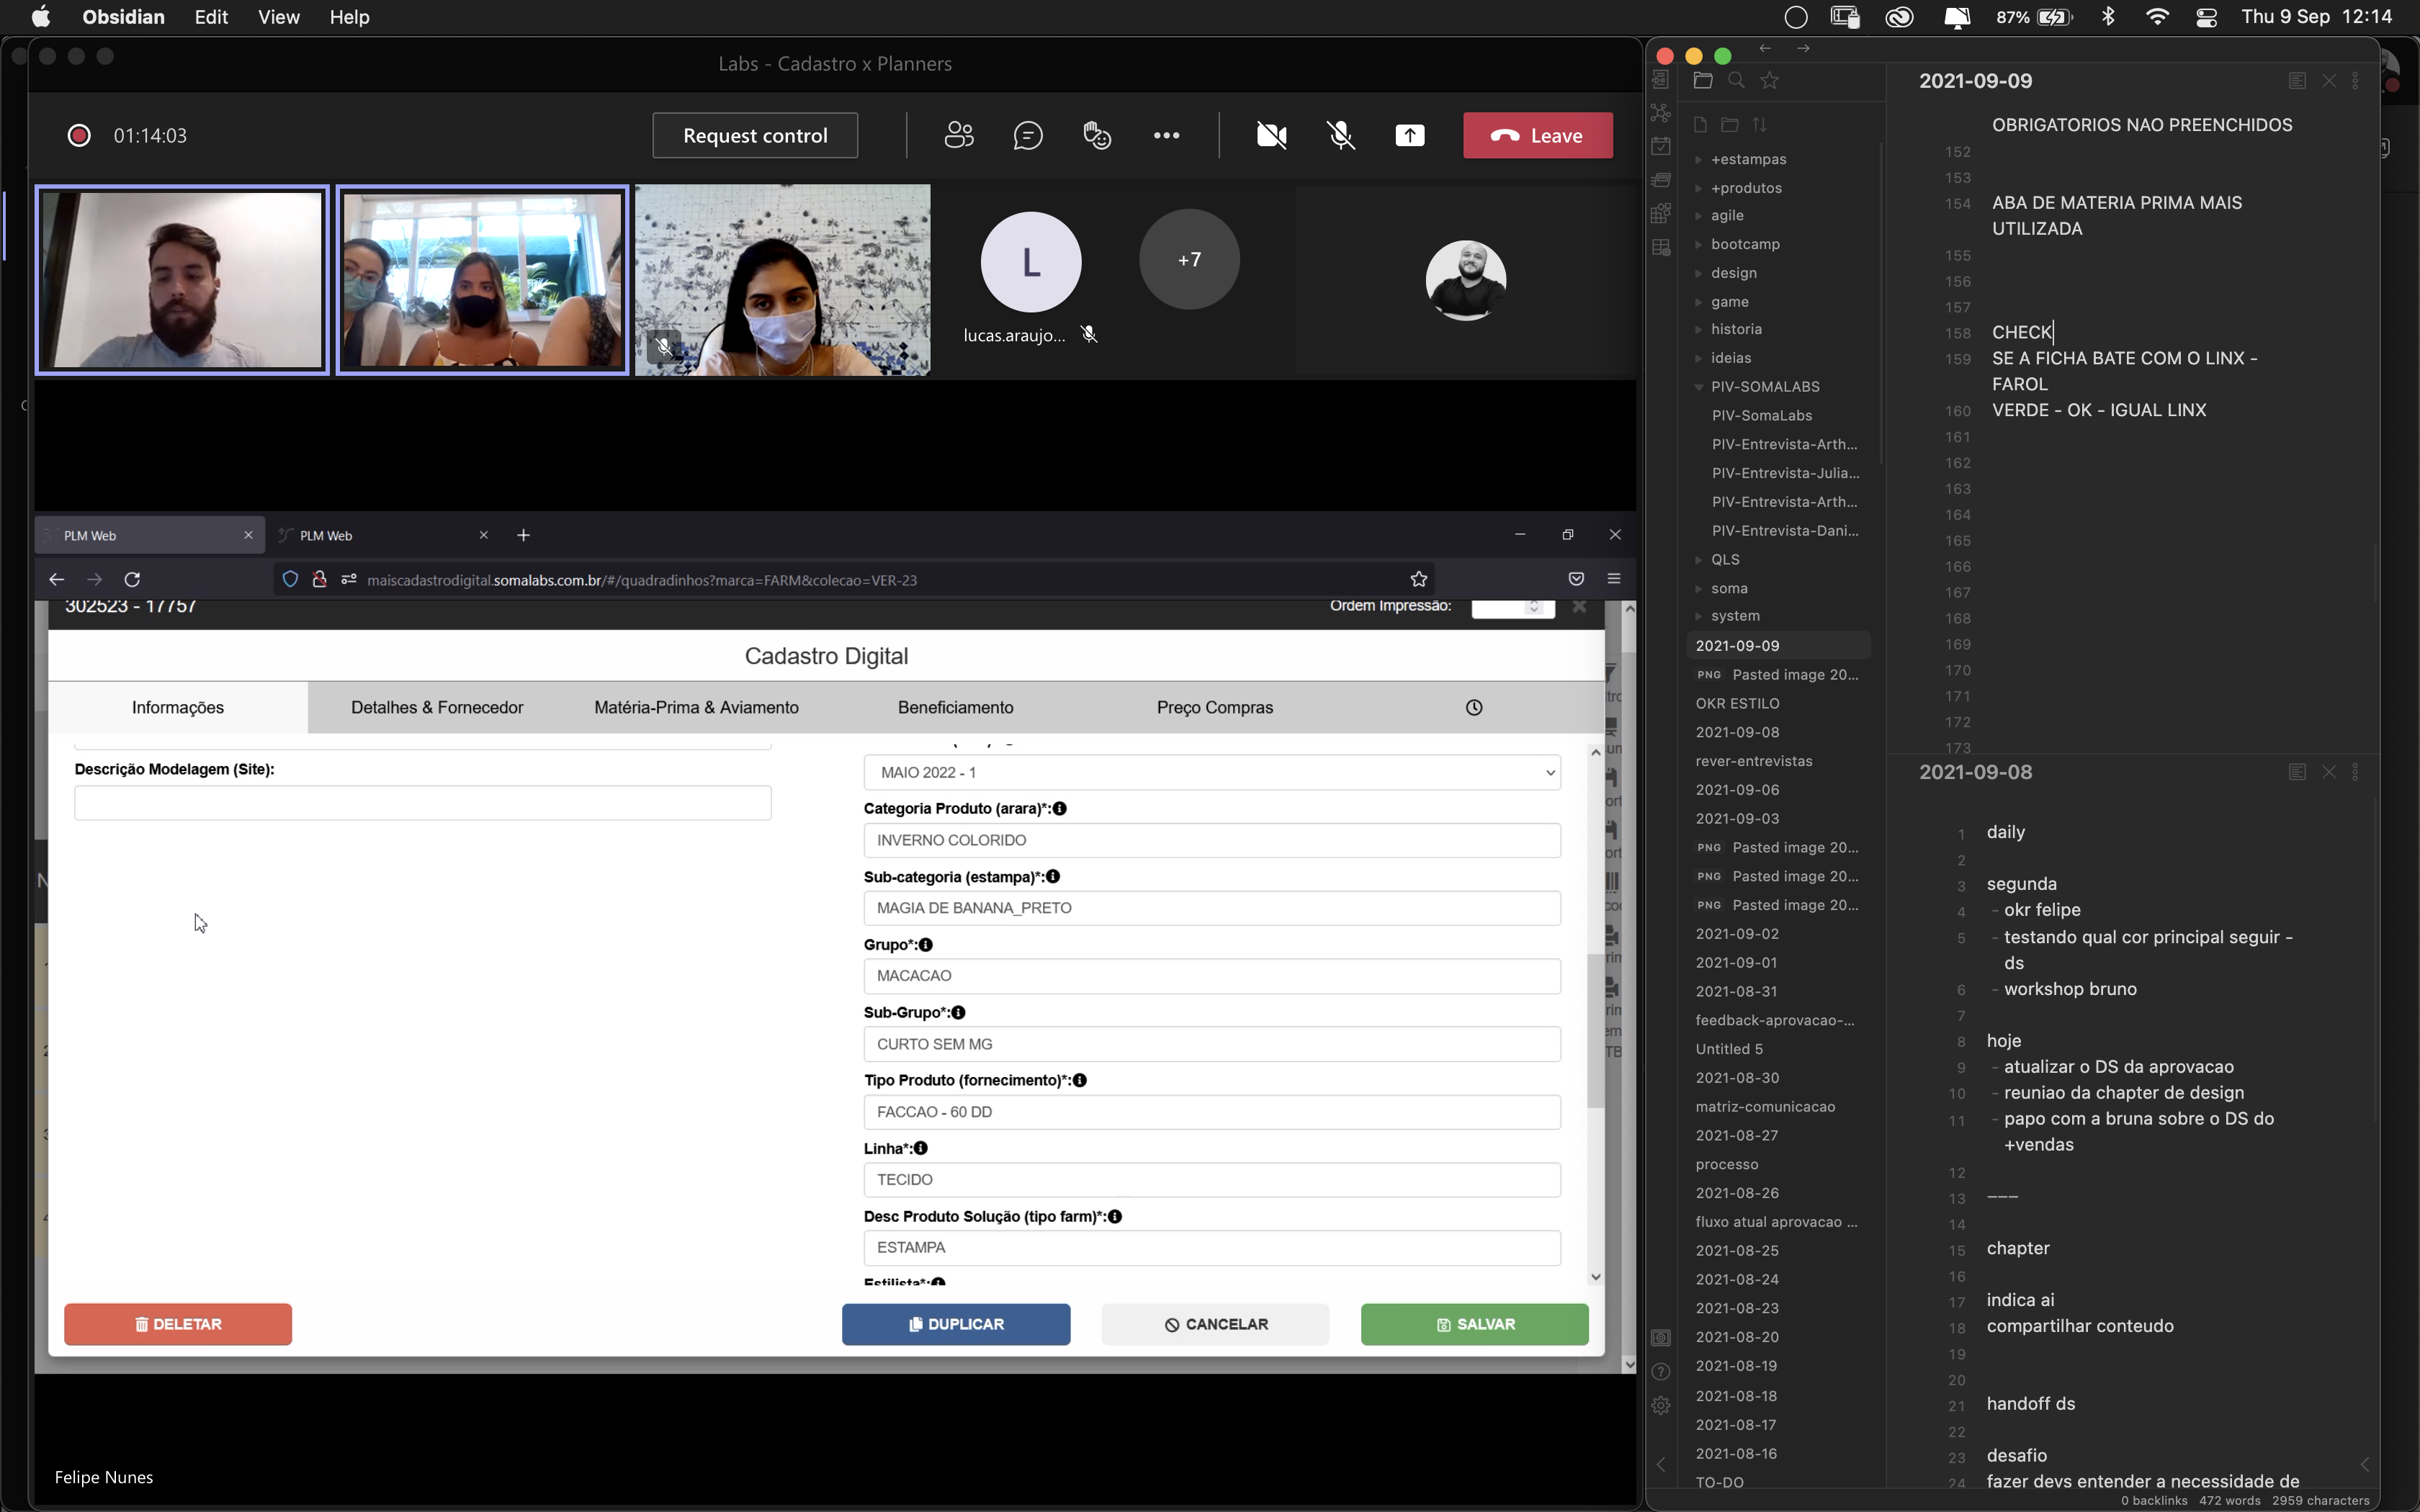 Obsidian Edit View Help
87% Thu 9 Sep 12:14
Labs - Cadastro x Planners
01:14:03
Request control
Leave
L
+7
lucas.araujo...
PLM Web
PLM Web
maiscadastrodigital.somalabs.com.br/#/quadradinhos?marca=FARM&colecao=VER-23
302523 - 17757
Ordem Impressão:
Cadastro Digital
Informações
Detalhes & Fornecedor
Matéria-Prima & Aviamento
Beneficiamento
Preço Compras
Descrição Modelagem (Site):
MAIO 2022 - 1
Categoria Produto (arara)*:
INVERNO COLORIDO
Sub-categoria (estampa)*:
MAGIA DE BANANA_PRETO
Grupo*:
MACACAO
Sub-Grupo*:
CURTO SEM MG
Tipo Produto (fornecimento)*:
FACCAO - 60 DD
Linha*:
TECIDO
Desc Produto Solução (tipo farm)*:
ESTAMPA
Estilista*:
DELETAR
DUPLICAR
CANCELAR
SALVAR
Felipe Nunes
+estampas
+produtos
agile
bootcamp
design
game
historia
ideias
PIV-SOMALABS
PIV-SomaLabs
PIV-Entrevista-Arth...
PIV-Entrevista-Julia...
PIV-Entrevista-Arth...
PIV-Entrevista-Dani...
QLS
soma
system
2021-09-09
PNG Pasted image 20...
OKR ESTILO
2021-09-08
rever-entrevistas
2021-09-06
2021-09-03
PNG Pasted image 20...
PNG Pasted image 20...
PNG Pasted image 20...
2021-09-02
2021-09-01
2021-08-31
feedback-aprovacao-...
Untitled 5
2021-08-30
matriz-comunicacao
2021-08-27
processo
2021-08-26
fluxo atual aprovacao ...
2021-08-25
2021-08-24
2021-08-23
2021-08-20
2021-08-19
2021-08-18
2021-08-17
2021-08-16
TO-DO
2021-09-09
OBRIGATORIOS NAO PREENCHIDOS
152
153
154 ABA DE MATERIA PRIMA MAIS
UTILIZADA
155
156
157
158 CHECK
159 SE A FICHA BATE COM O LINX -
FAROL
160 VERDE - OK - IGUAL LINX
161
162
163
164
165
166
167
168
169
170
171
172
173
2021-09-08
1 daily
2
3 segunda
4 - okr felipe
5 - testando qual cor principal seguir -
ds
6 - workshop bruno
7
8 hoje
9 - atualizar o DS da aprovacao
10 - reuniao da chapter de design
11 - papo com a bruna sobre o DS do
+vendas
12
13 ---
14
15 chapter
16
17 indica ai
18 compartilhar conteudo
19
20
21 handoff ds
22
23 desafio
24 fazer devs entender a necessidade de
0 backlinks 472 words 2959 characters